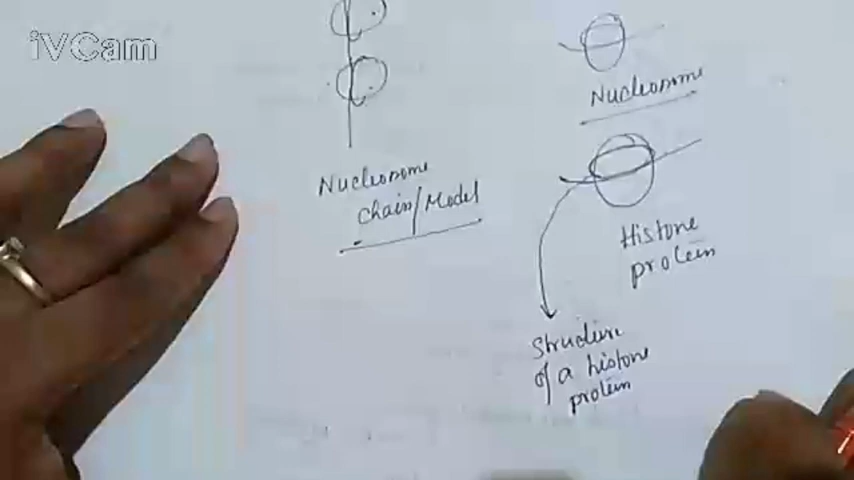 iVCam
Nucleosome
Nucleosome
chain/Model
Histone
protein
Structure
of a histone
protein